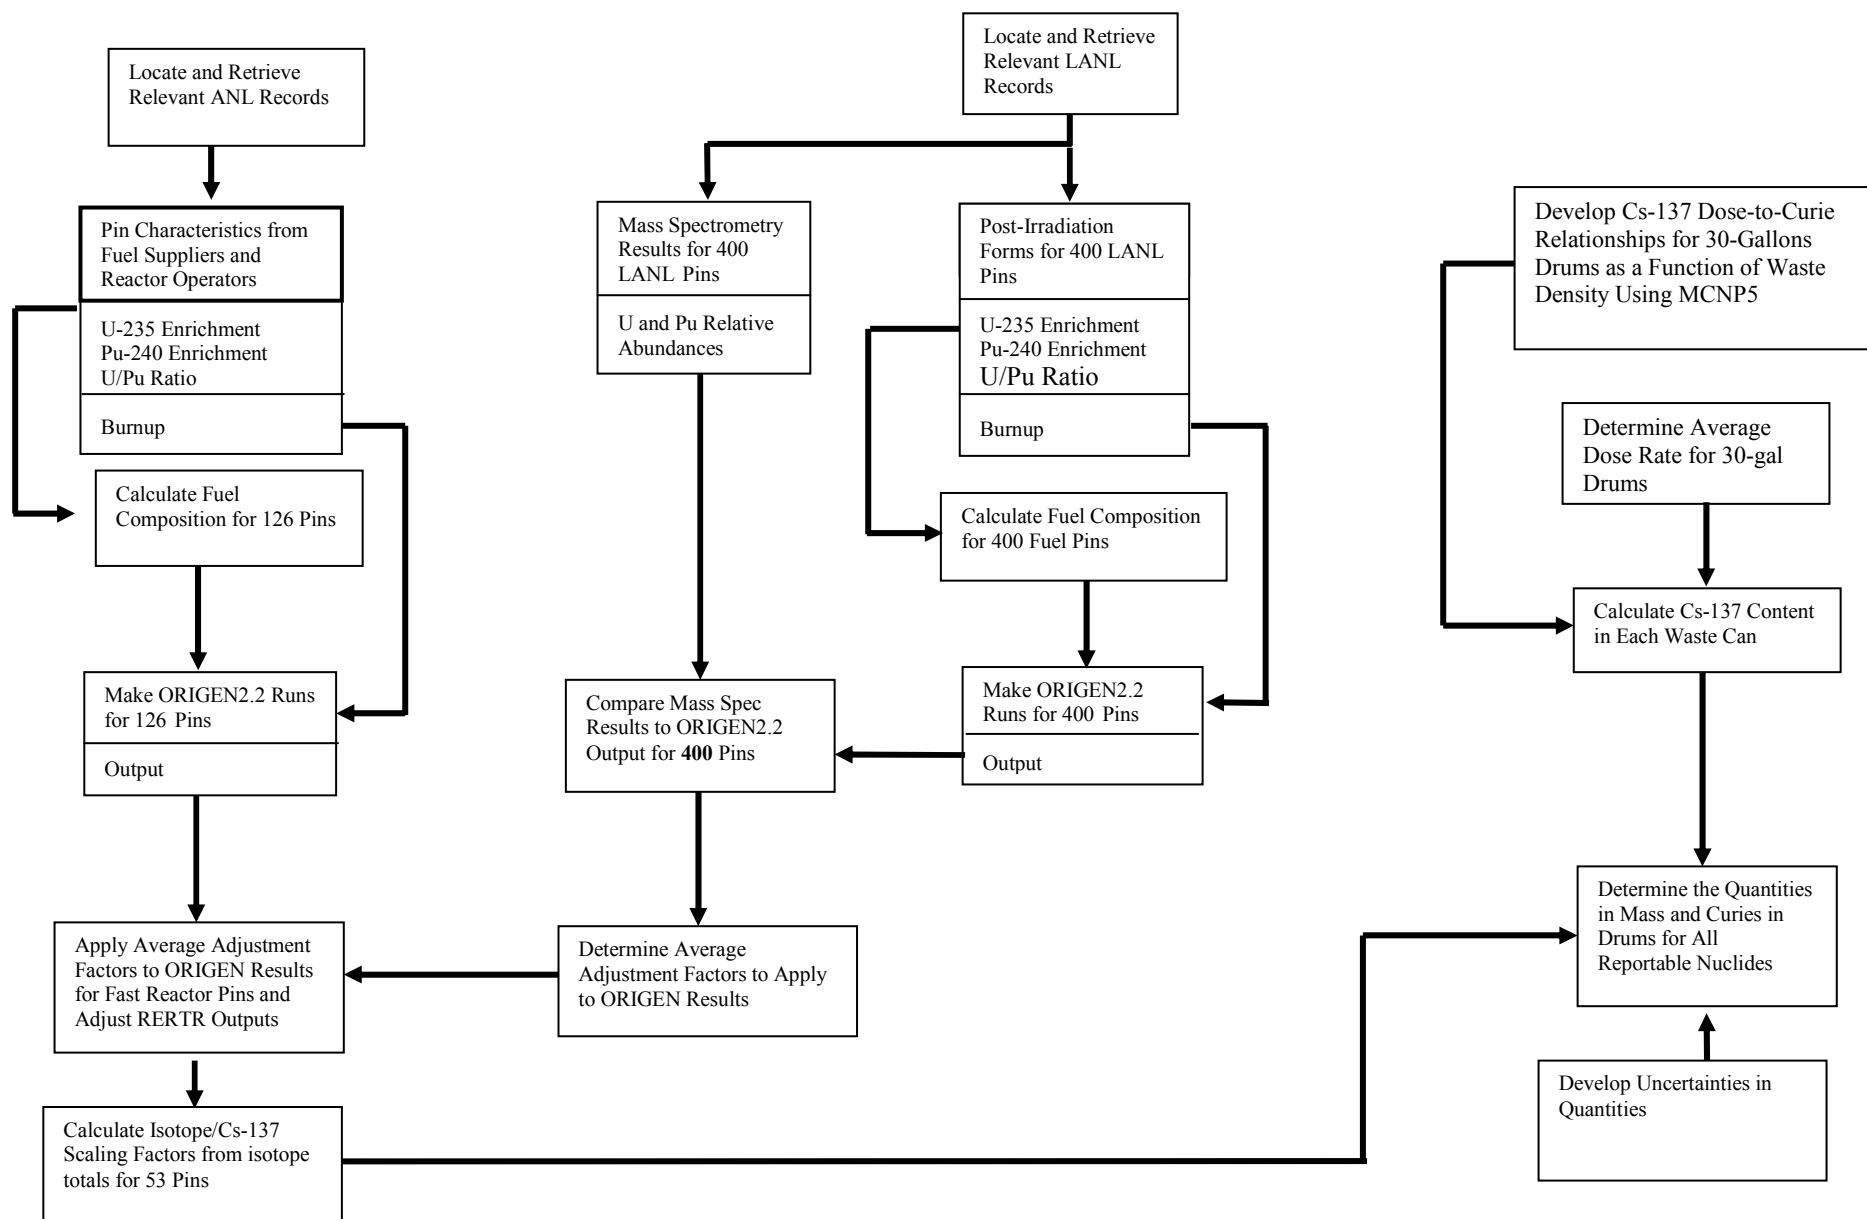 Locate and Retrieve
Relevant ANL Records
Locate and Retrieve
Relevant LANL
Records
Pin Characteristics from
Fuel Suppliers and
Reactor Operators
U-235 Enrichment
Pu-240 Enrichment
U/Pu Ratio
Burnup
Mass Spectrometry
Results for 400
LANL Pins
U and Pu Relative
Abundances
Post-Irradiation
Forms for 400 LANL
Pins
U-235 Enrichment
Pu-240 Enrichment
U/Pu Ratio
Burnup
Develop Cs-137 Dose-to-Curie
Relationships for 30-Gallons
Drums as a Function of Waste
Density Using MCNP5
Determine Average
Dose Rate for 30-gal
Drums
Calculate Fuel
Composition for 126 Pins
Calculate Fuel Composition
for 400 Fuel Pins
Calculate Cs-137 Content
in Each Waste Can
Make ORIGEN2.2 Runs
for 126 Pins
Output
Compare Mass Spec
Results to ORIGEN2.2
Output for 400 Pins
Make ORIGEN2.2
Runs for 400 Pins
Output
Apply Average Adjustment
Factors to ORIGEN Results
for Fast Reactor Pins and
Adjust RERTR Outputs
Determine Average
Adjustment Factors to Apply
to ORIGEN Results
Determine the Quantities
in Mass and Curies in
Drums for All
Reportable Nuclides
Calculate Isotope/Cs-137
Scaling Factors from isotope
totals for 53 Pins
Develop Uncertainties in
Quantities